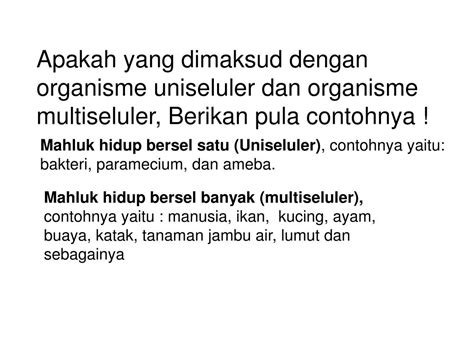 Apakah yang dimaksud dengan
organisme uniseluler dan organisme
multiseluler, Berikan pula contohnya !
Mahluk hidup bersel satu (Uniseluler), contohnya yaitu:
bakteri, paramecium, dan ameba.
Mahluk hidup bersel banyak (multiseluler),
contohnya yaitu : manusia, ikan, kucing, ayam,
buaya, katak, tanaman jambu air, lumut dan
sebagainya